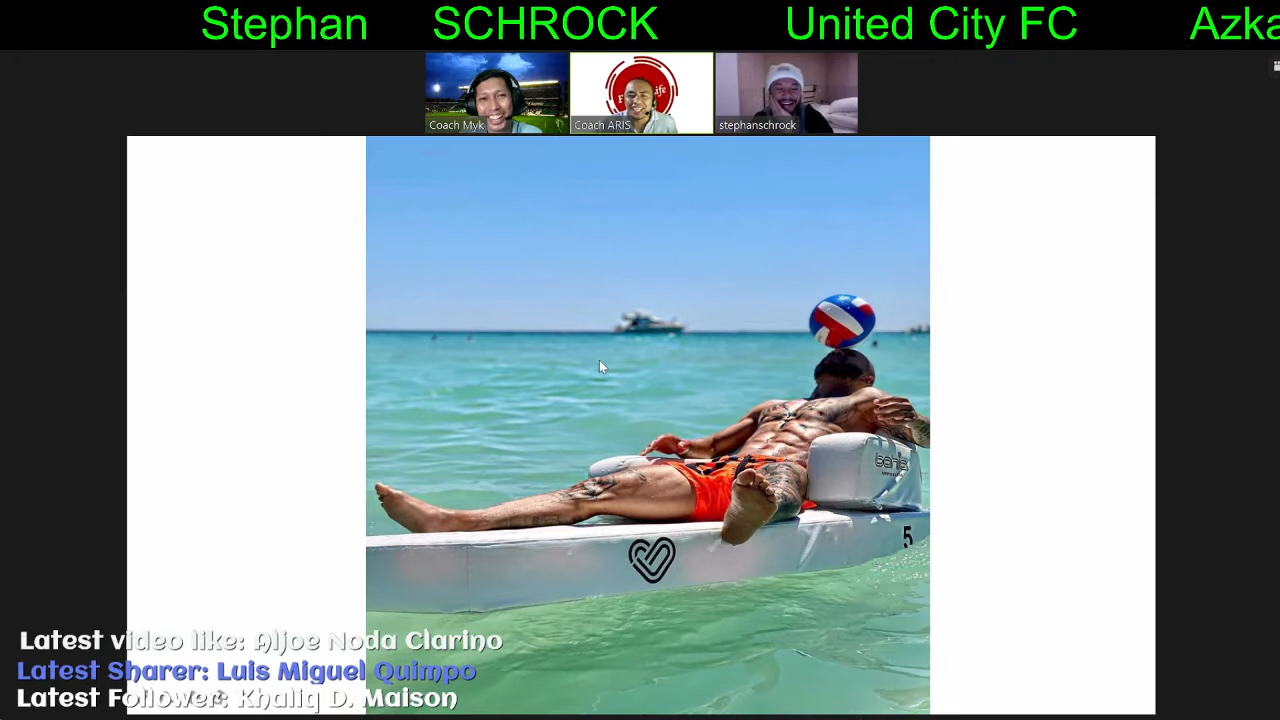 Stephan SCHROCK United City FC Azka
Coach Myk
Coach ARIS
stephanschrock
5
Latest video like: Aljoe Noda Clarino
Latest Sharer: Luis Miguel Quimpo
Latest Follower: Khaliq D. Maison